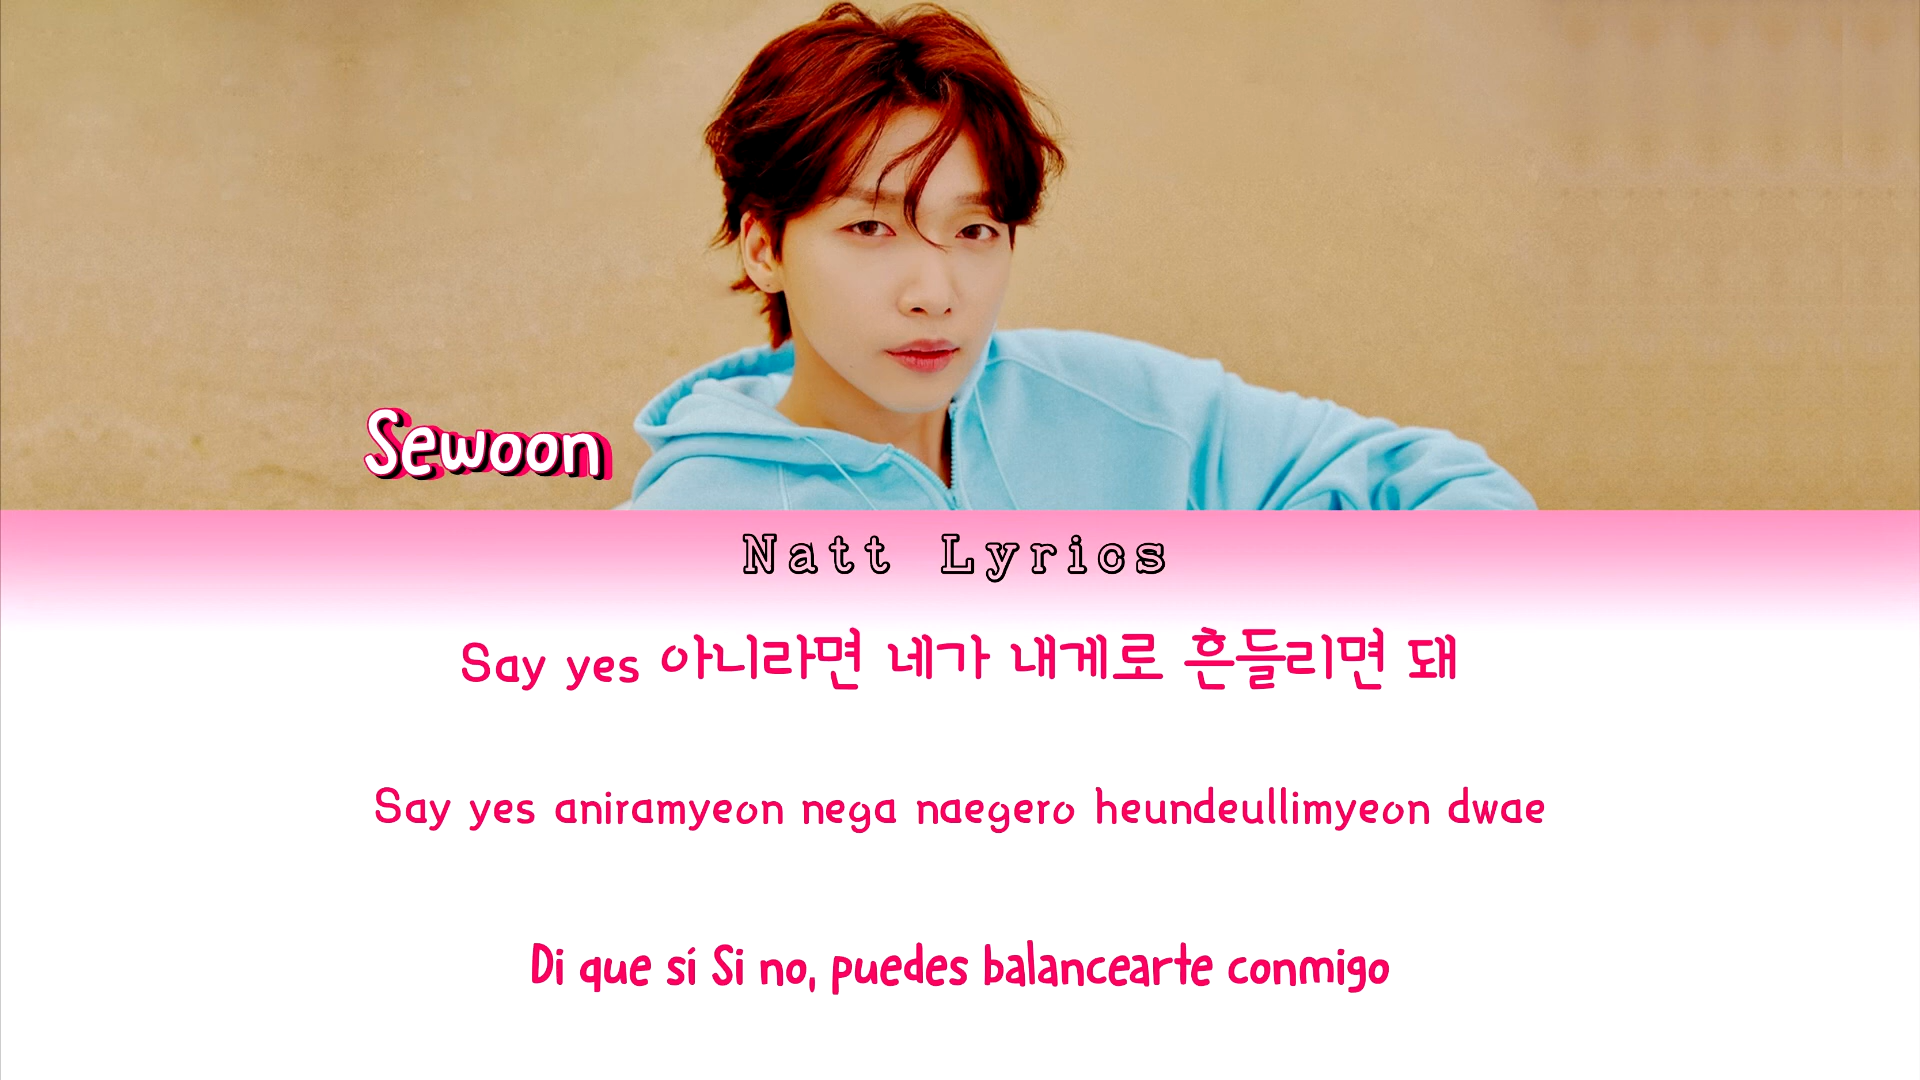 Sewoon
Natt Lyrics
Say yes 아니라면 네가 내게로 흔들리면 돼
Say yes aniramyeon nega naegero heundeullimyeon dwae
Di que sí Si no, puedes balancearte conmigo